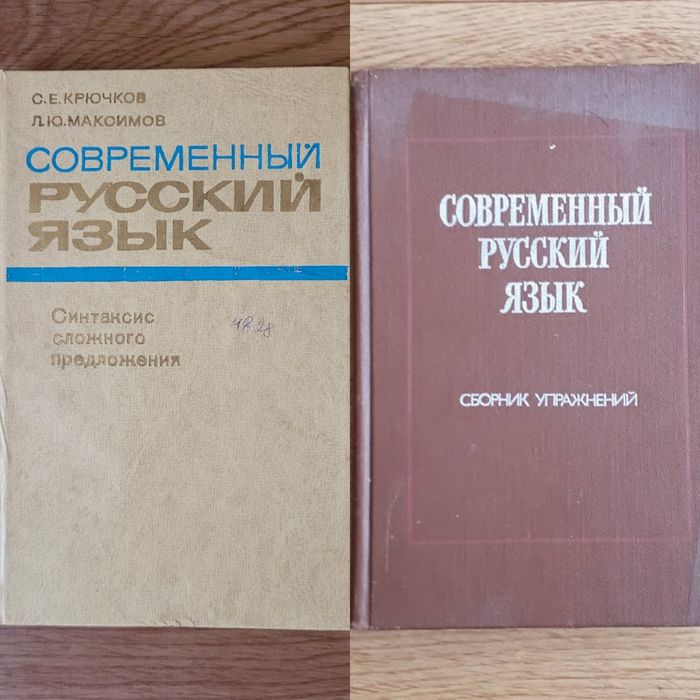 С.Е.КРЮЧКОВ
Л.Ю.МАКСИМОВ
СОВРЕМЕННЫЙ
РУССКИЙ
ЯЗЫК
Синтаксис
сложного
предложения
СОВРЕМЕННЫЙ
РУССКИЙ
ЯЗЫК
СБОРНИК УПРАЖНЕНИЙ